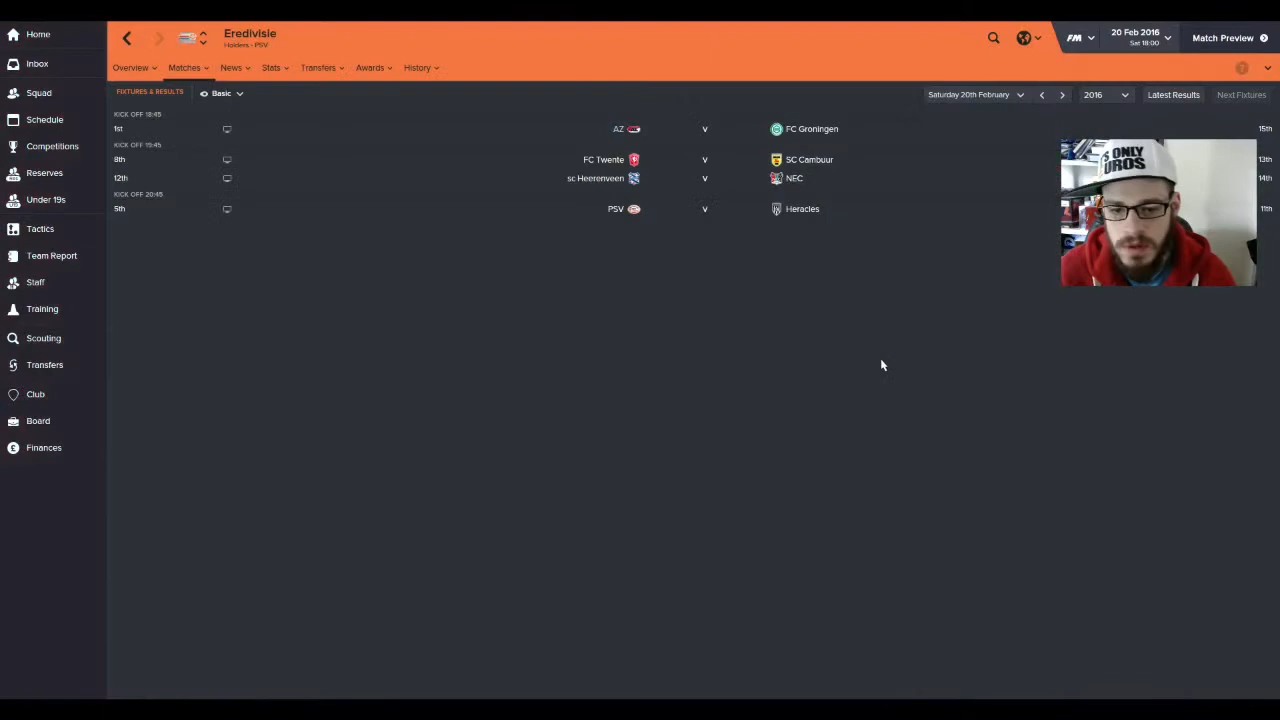 Home
Inbox
Squad
Schedule
Competitions
Reserves
Under 19s
Tactics
Team Report
Staff
Training
Scouting
Transfers
Club
Board
Finances
Eredivisie
Holders - PSV
FM
20 Feb 2016
Sat 18:00
Match Preview
Overview Matches News Stats Transfers Awards History
?
FIXTURES & RESULTS Basic
Saturday 20th February 2016 Latest Results Next Fixtures
KICK OFF 18:45
1st AZ v FC Groningen 15th
KICK OFF 19:45
8th FC Twente v SC Cambuur 13th
12th sc Heerenveen v NEC 14th
KICK OFF 20:45
5th PSV v Heracles 11th
ONLY
UROS